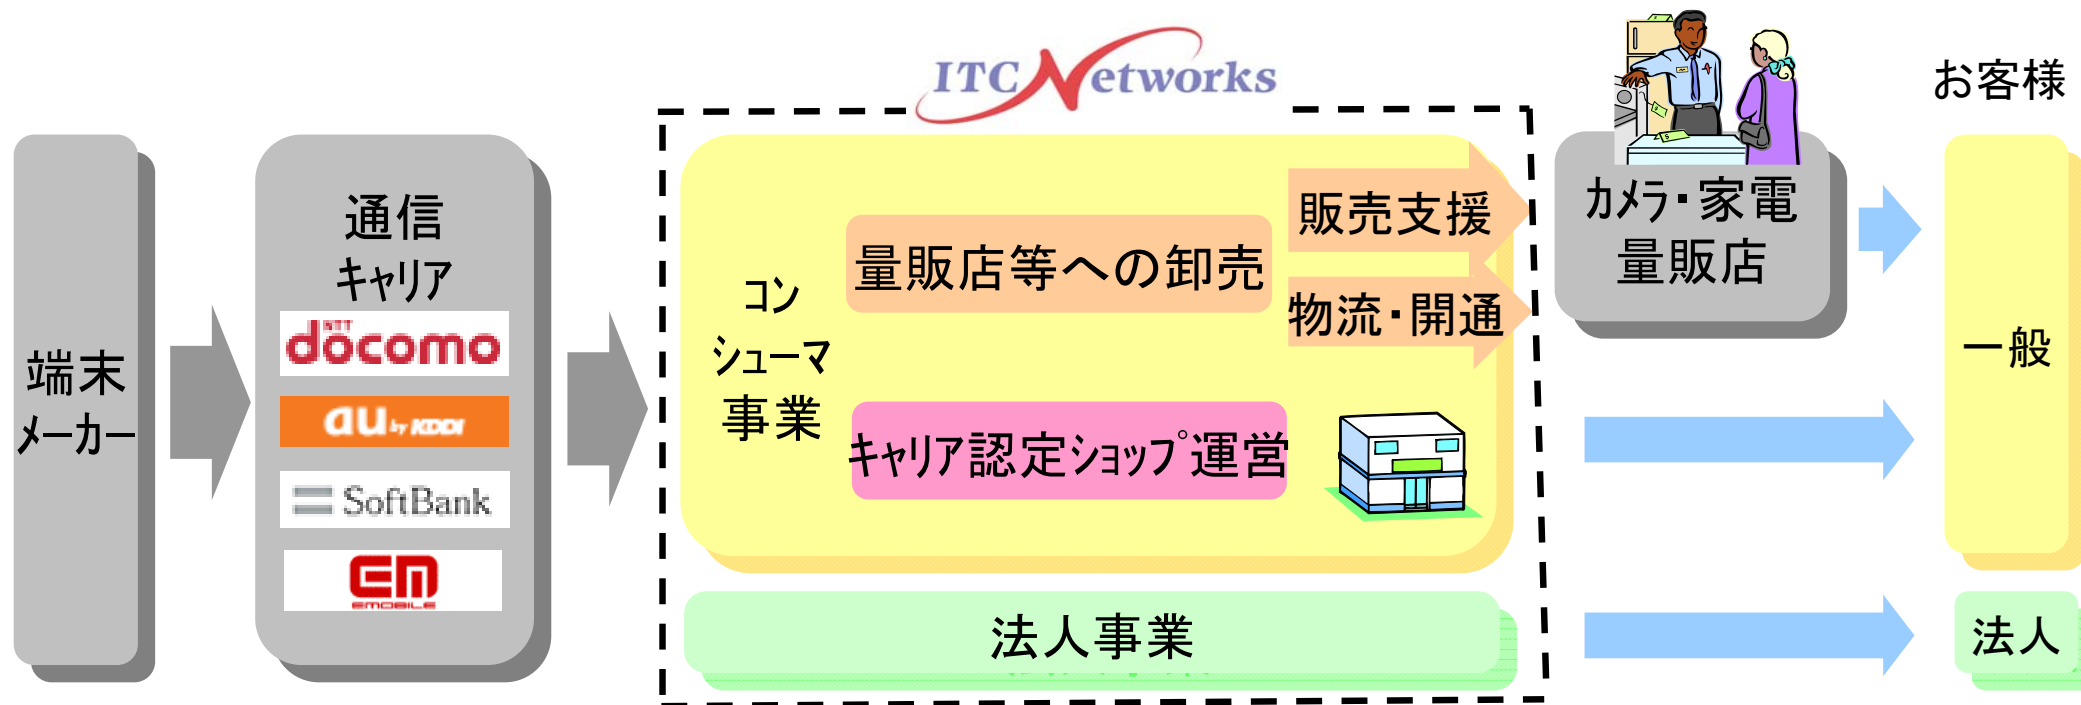 ITC Networks
お客様
端末
メーカー
通信
キャリア
NTT
döcomo
au by KDDI
SoftBank
EM
EMOBILE
コン
シューマ
事業
量販店等への卸売
販売支援
物流・開通
キャリア認定ショップ運営
法人事業
カメラ・家電
量販店
一般
法人